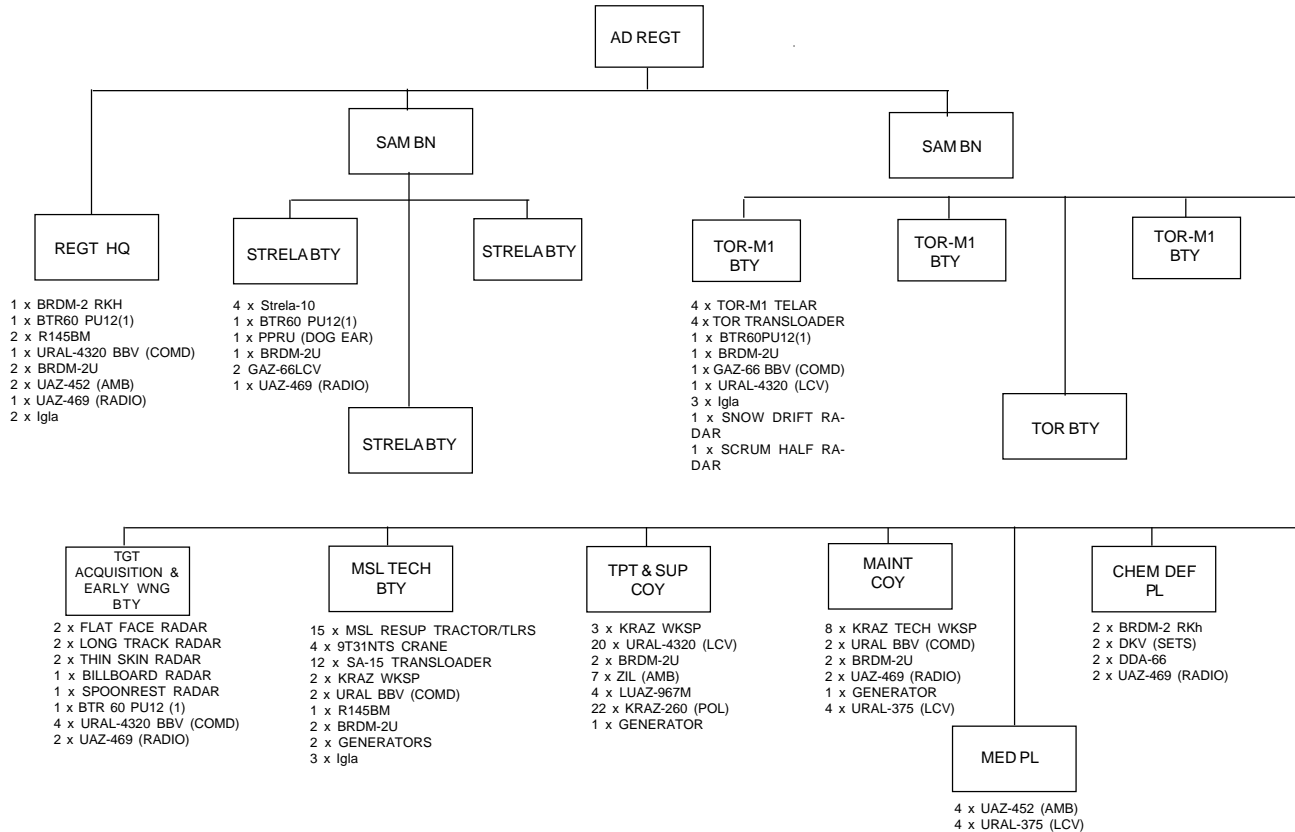 AD REGT
SAM BN
SAM BN
REGT HQ
1 x BRDM-2 RKH
1 x BTR60 PU12(1)
2 x R145BM
1 x URAL-4320 BBV (COMD)
2 x BRDM-2U
2 x UAZ-452 (AMB)
1 x UAZ-469 (RADIO)
2 x Igla
STRELA BTY
4 x Strela-10
1 x BTR60 PU12(1)
1 x PPRU (DOG EAR)
1 x BRDM-2U
2 GAZ-66LCV
1 x UAZ-469 (RADIO)
STRELA BTY
STRELA BTY
TOR-M1
BTY
4 x TOR-M1 TELAR
4 x TOR TRANSLOADER
1 x BTR60PU12(1)
1 x BRDM-2U
1 x GAZ-66 BBV (COMD)
1 x URAL-4320 (LCV)
3 x Igla
1 x SNOW DRIFT RA-
DAR
1 x SCRUM HALF RA-
DAR
TOR-M1
BTY
TOR BTY
TOR-M1
BTY
TGT
ACQUISITION &
EARLY WNG
BTY
2 x FLAT FACE RADAR
2 x LONG TRACK RADAR
2 x THIN SKIN RADAR
1 x BILLBOARD RADAR
1 x SPOONREST RADAR
1 x BTR 60 PU12 (1)
4 x URAL-4320 BBV (COMD)
2 x UAZ-469 (RADIO)
MSL TECH
BTY
15 x MSL RESUP TRACTOR/TLRS
4 x 9T31NTS CRANE
12 x SA-15 TRANSLOADER
2 x KRAZ WKSP
2 x URAL BBV (COMD)
1 x R145BM
2 x BRDM-2U
2 x GENERATORS
3 x Igla
TPT & SUP
COY
3 x KRAZ WKSP
20 x URAL-4320 (LCV)
2 x BRDM-2U
7 x ZIL (AMB)
4 x LUAZ-967M
22 x KRAZ-260 (POL)
1 x GENERATOR
MAINT
COY
8 x KRAZ TECH WKSP
2 x URAL BBV (COMD)
2 x BRDM-2U
2 x UAZ-469 (RADIO)
1 x GENERATOR
4 x URAL-375 (LCV)
MED PL
4 x UAZ-452 (AMB)
4 x URAL-375 (LCV)
CHEM DEF
PL
2 x BRDM-2 RKh
2 x DKV (SETS)
2 x DDA-66
2 x UAZ-469 (RADIO)